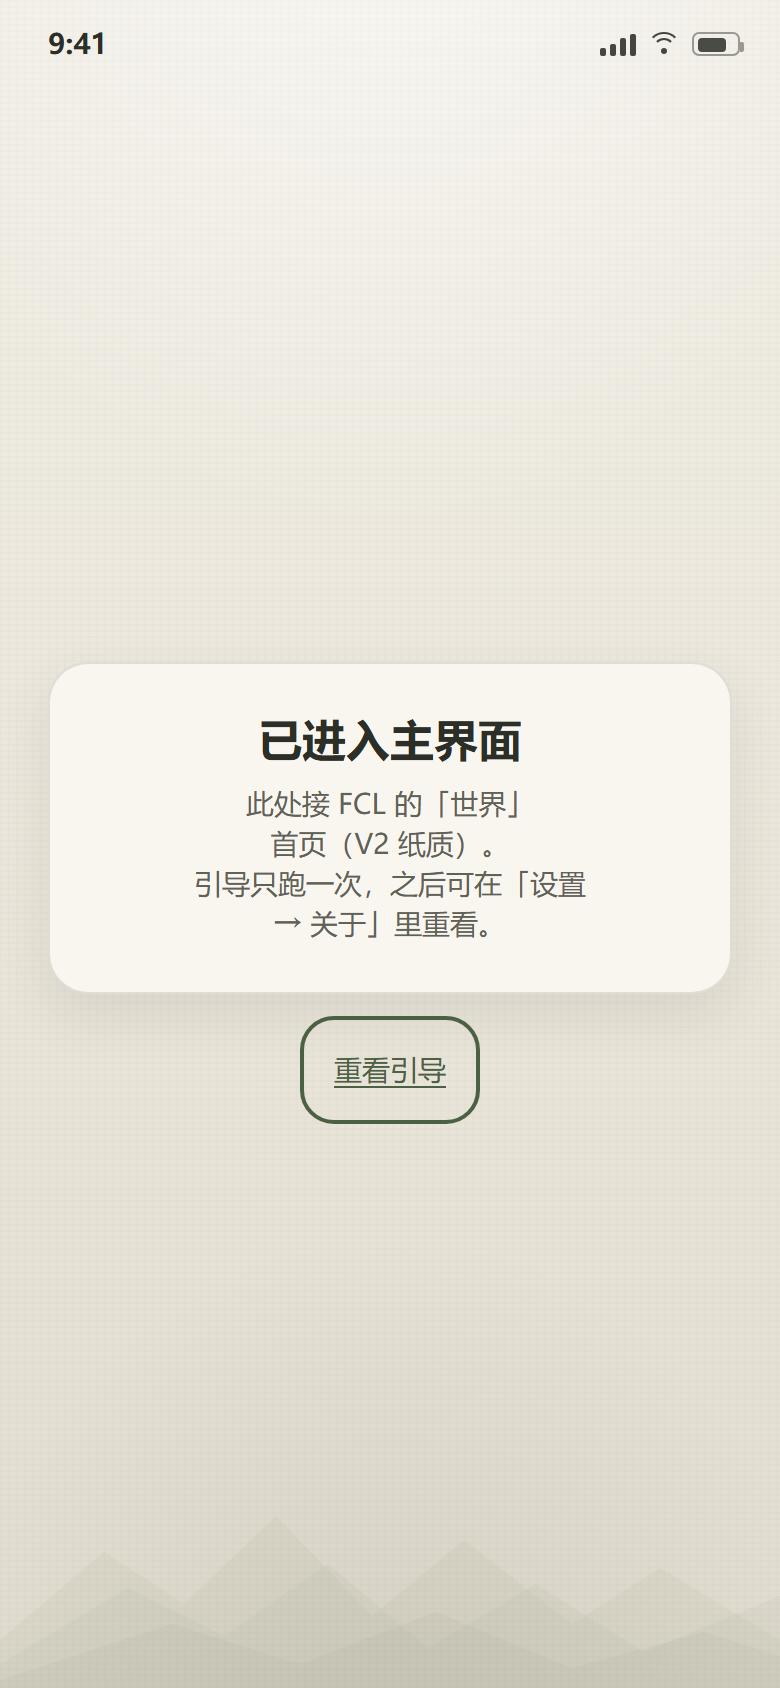 9:41
已进入主界面
此处接 FCL 的「世界」
首页（V2 纸质）。
引导只跑一次，之后可在「设置
→ 关于」里重看。
重看引导